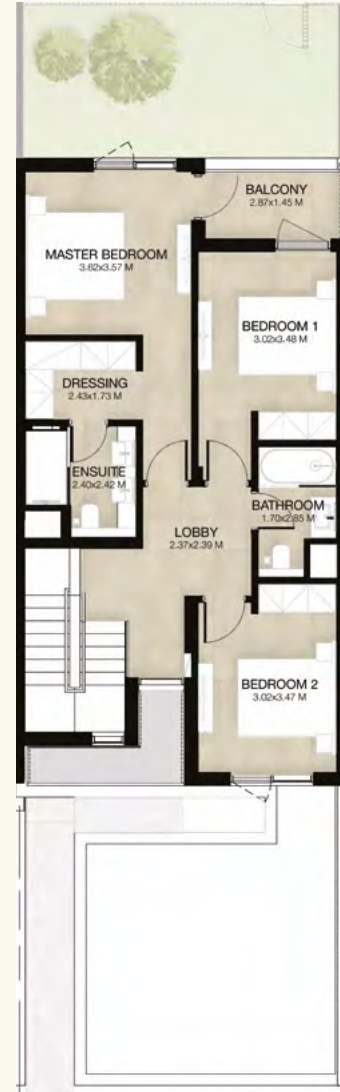 BALCONY
2.87x1.45 M
MASTER BEDROOM
3.62x3.57 M
BEDROOM 1
3.02x3.48 M
DRESSING
2.43x1.73 M
ENSUITE
2.40x2.42 M
BATHROOM
1.70x2.85 M
LOBBY
2.37x2.39 M
BEDROOM 2
3.02x3.47 M